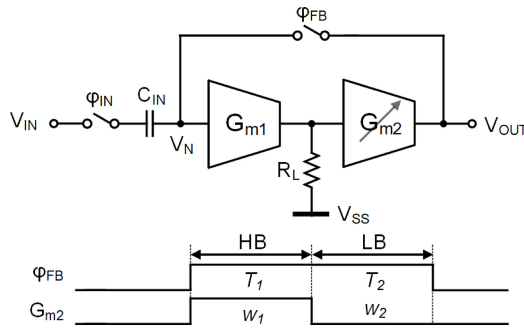 φFB
φIN
CIN
VIN
VN
Gm1
Gm2
VOUT
RL
VSS
HB
LB
φFB
T1
T2
Gm2
w1
w2